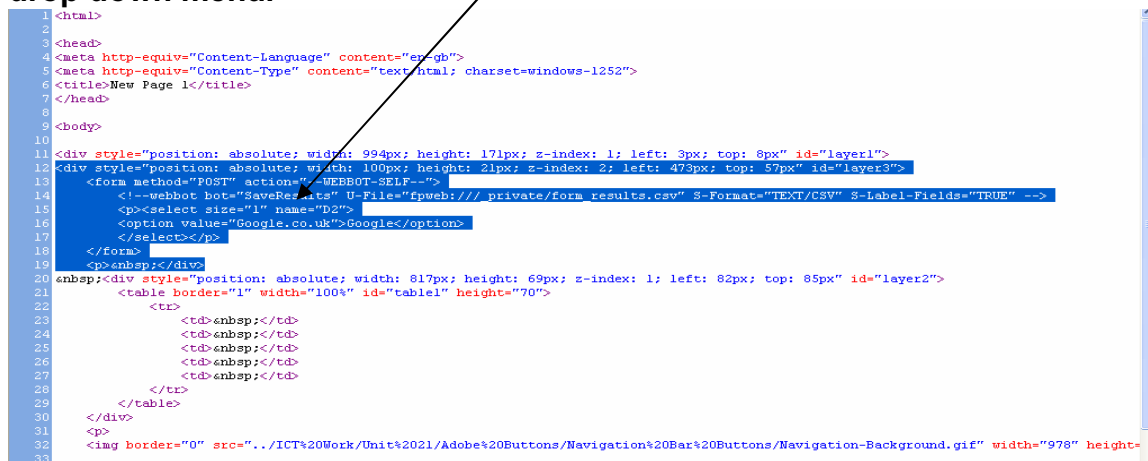 drop down menu.
1 <html>
2
3 <head>
4 <meta http-equiv="Content-Language" content="en-gb">
5 <meta http-equiv="Content-Type" content="text/html; charset=windows-1252">
6 <title>New Page 1</title>
7 </head>
8
9 <body>
10
11 <div style="position: absolute; width: 994px; height: 171px; z-index: 1; left: 3px; top: 8px" id="layer1">
12 <div style="position: absolute; width: 100px; height: 21px; z-index: 2; left: 473px; top: 57px" id="layer3">
13 <form method="POST" action="--WEBBOT-SELF--">
14 <!--webbot bot="SaveResults" U-File="fpweb:///_private/form_results.csv" S-Format="TEXT/CSV" S-Label-Fields="TRUE" -->
15 <p><select size="1" name="D2">
16 <option value="Google.co.uk">Google</option>
17 </select></p>
18 </form>
19 <p>&nbsp;</div>
20 &nbsp;<div style="position: absolute; width: 817px; height: 69px; z-index: 1; left: 82px; top: 85px" id="layer2">
21 <table border="1" width="100%" id="table1" height="70">
22 <tr>
23 <td>&nbsp;</td>
24 <td>&nbsp;</td>
25 <td>&nbsp;</td>
26 <td>&nbsp;</td>
27 <td>&nbsp;</td>
28 </tr>
29 </table>
30 </div>
31 <p>
32 <img border="0" src="../ICT%20Work/Unit%2021/Adobe%20Buttons/Navigation%20Bar%20Buttons/Navigation-Background.gif" width="978" height=
33